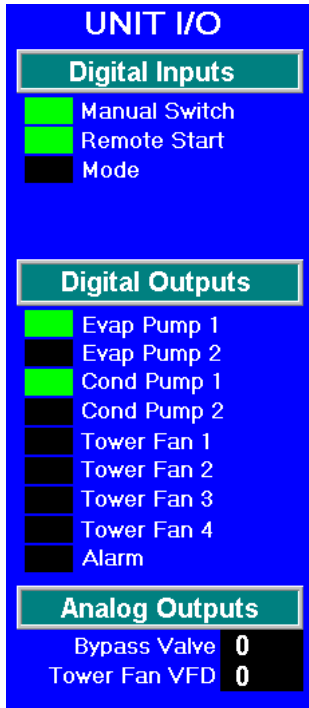 UNIT I/O
Digital Inputs
Manual Switch
Remote Start
Mode
Digital Outputs
Evap Pump 1
Evap Pump 2
Cond Pump 1
Cond Pump 2
Tower Fan 1
Tower Fan 2
Tower Fan 3
Tower Fan 4
Alarm
Analog Outputs
Bypass Valve 0
Tower Fan VFD 0